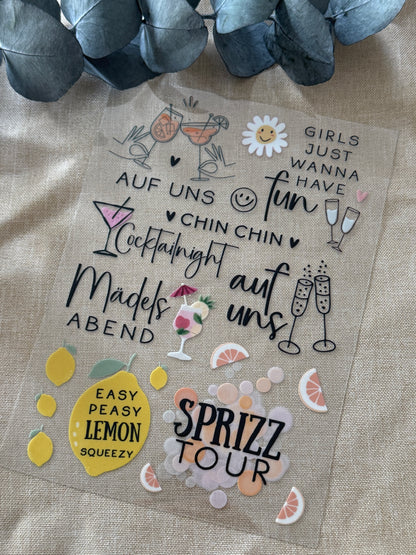 GIRLS
JUST
WANNA
HAVE
fun
AUF UNS
CHIN CHIN
Cocktailnight
Mädels
ABEND
auf
uns
EASY
PEASY
LEMON
SQUEEZY
SPRIZZ
TOUR